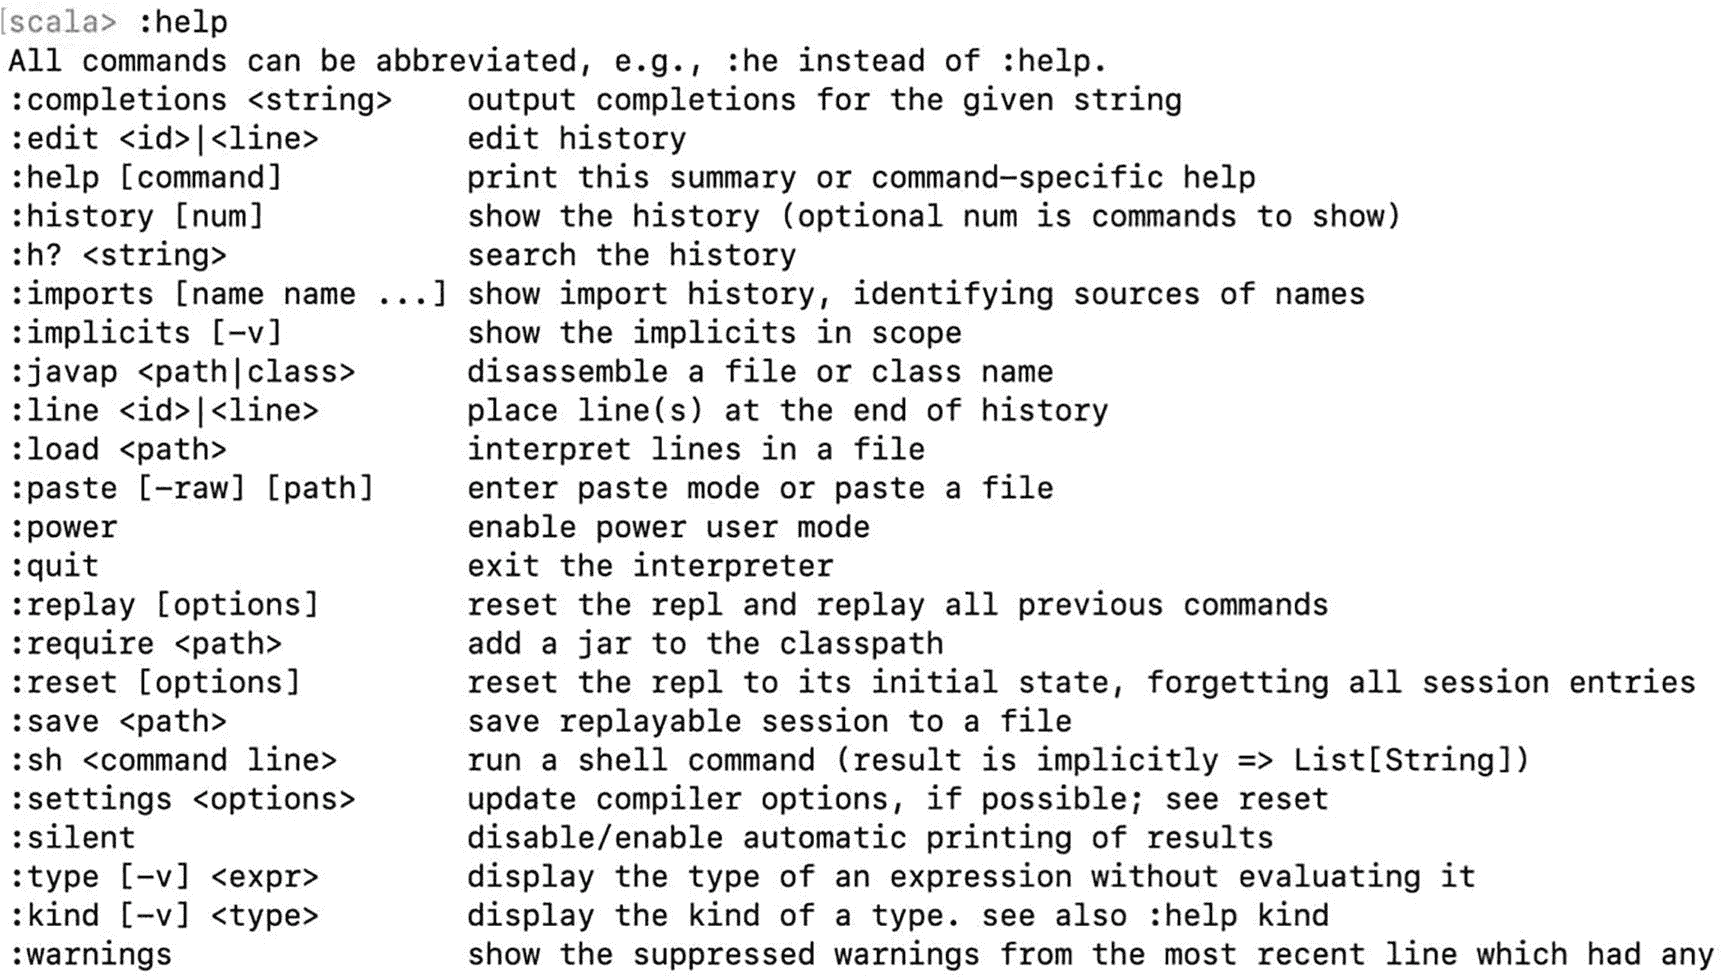 [scala> :help
All commands can be abbreviated, e.g., :he instead of :help.
:completions <string>    output completions for the given string
:edit <id>|<line>        edit history
:help [command]          print this summary or command-specific help
:history [num]           show the history (optional num is commands to show)
:h? <string>             search the history
:imports [name name ...] show import history, identifying sources of names
:implicits [-v]          show the implicits in scope
:javap <path|class>      disassemble a file or class name
:line <id>|<line>        place line(s) at the end of history
:load <path>             interpret lines in a file
:paste [-raw] [path]     enter paste mode or paste a file
:power                   enable power user mode
:quit                    exit the interpreter
:replay [options]        reset the repl and replay all previous commands
:require <path>          add a jar to the classpath
:reset [options]         reset the repl to its initial state, forgetting all session entries
:save <path>             save replayable session to a file
:sh <command line>       run a shell command (result is implicitly => List[String])
:settings <options>      update compiler options, if possible; see reset
:silent                  disable/enable automatic printing of results
:type [-v] <expr>        display the type of an expression without evaluating it
:kind [-v] <type>        display the kind of a type. see also :help kind
:warnings                show the suppressed warnings from the most recent line which had any